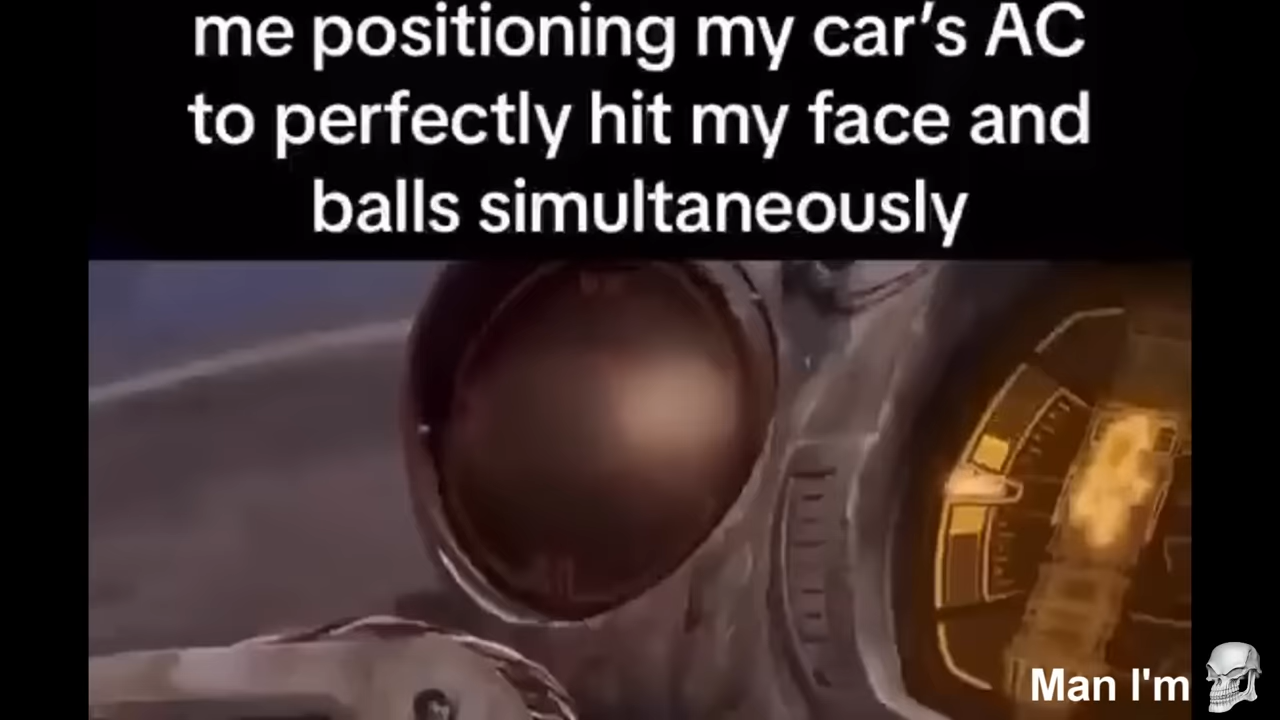 me positioning my car’s AC
to perfectly hit my face and
balls simultaneously
Man I'm